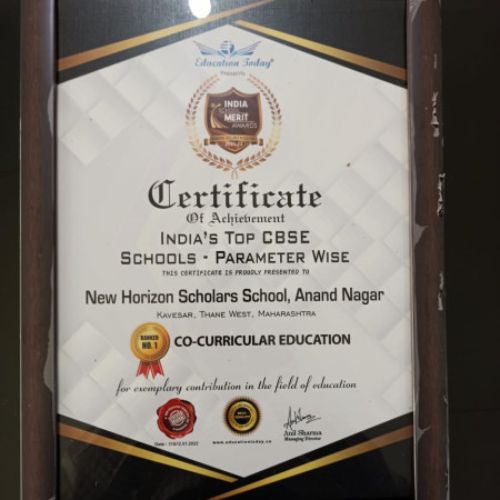 Education Today®
Presents
INDIA
SCHOOL
MERIT
AWARDS
Certificate
Of Achievement
INDIA'S TOP CBSE
SCHOOLS - PARAMETER WISE
THIS CERTIFICATE IS PROUDLY PRESENTED TO
New Horizon Scholars School, Anand Nagar
KAVESAR, THANE WEST, MAHARASHTRA
RANKED
NO. 1
CO-CURRICULAR EDUCATION
for exemplary contribution in the field of education
www.educationtoday.co
Anil Sharma
Managing Director